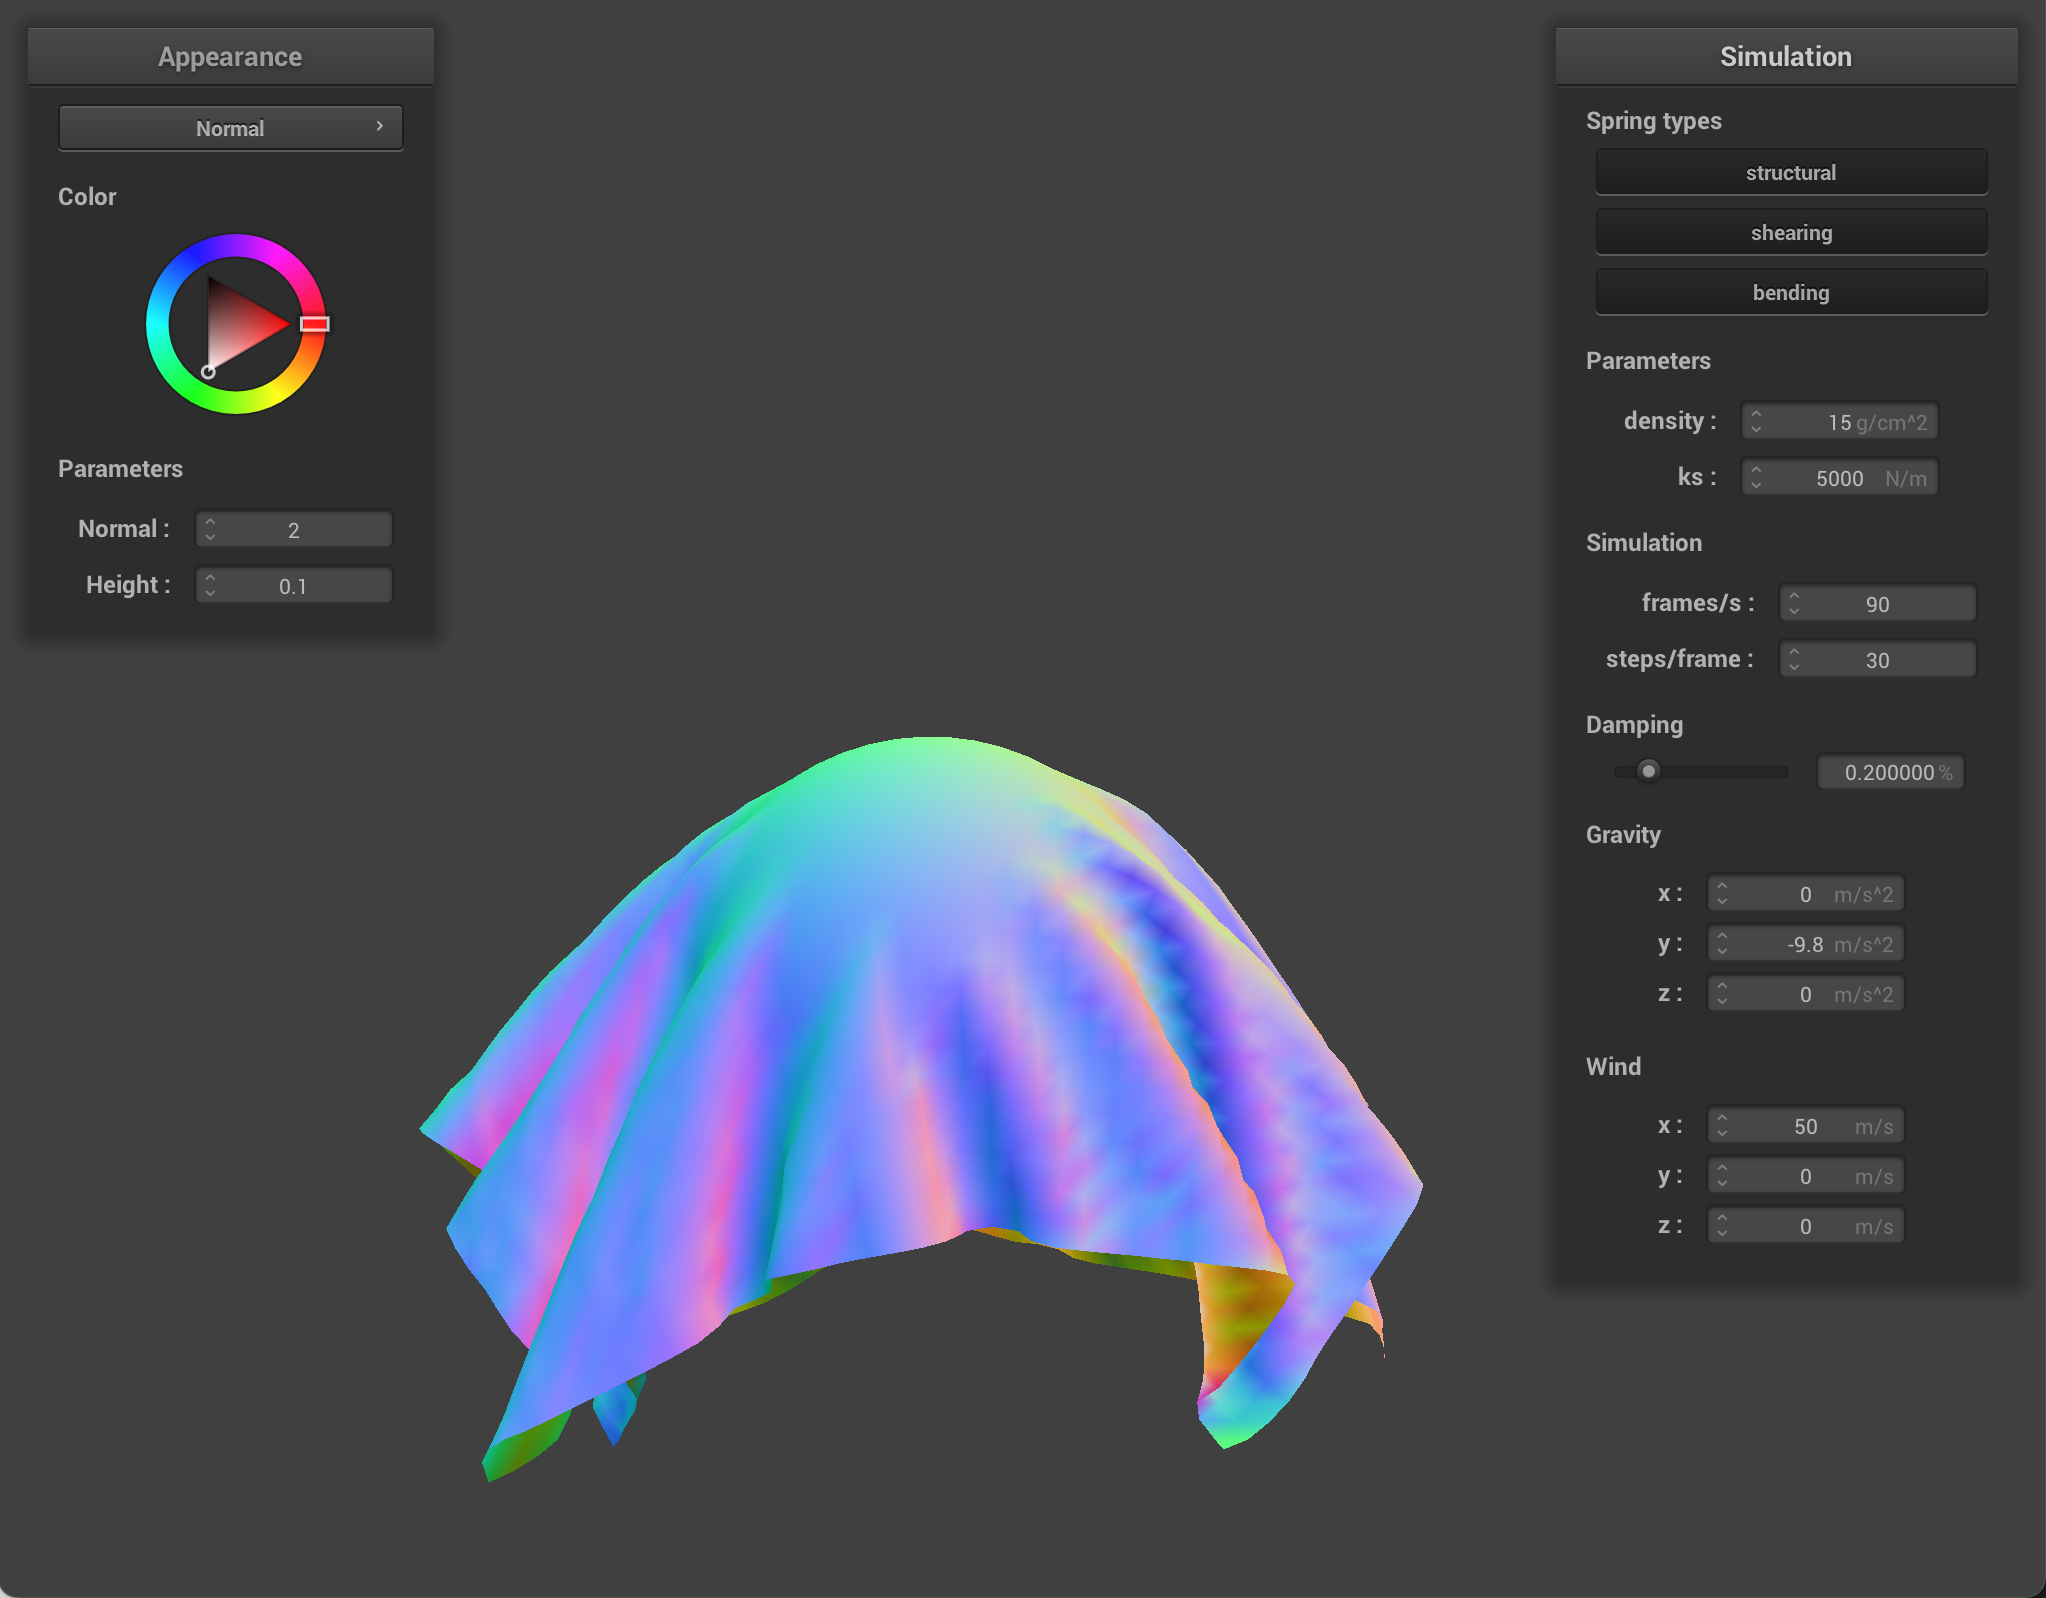 Appearance
Normal
Color
Parameters
Normal : 2
Height : 0.1
Simulation
Spring types
structural
shearing
bending
Parameters
density : 15 g/cm^2
ks : 5000 N/m
Simulation
frames/s : 90
steps/frame : 30
Damping
0.200000 %
Gravity
x : 0 m/s^2
y : -9.8 m/s^2
z : 0 m/s^2
Wind
x : 50 m/s
y : 0 m/s
z : 0 m/s